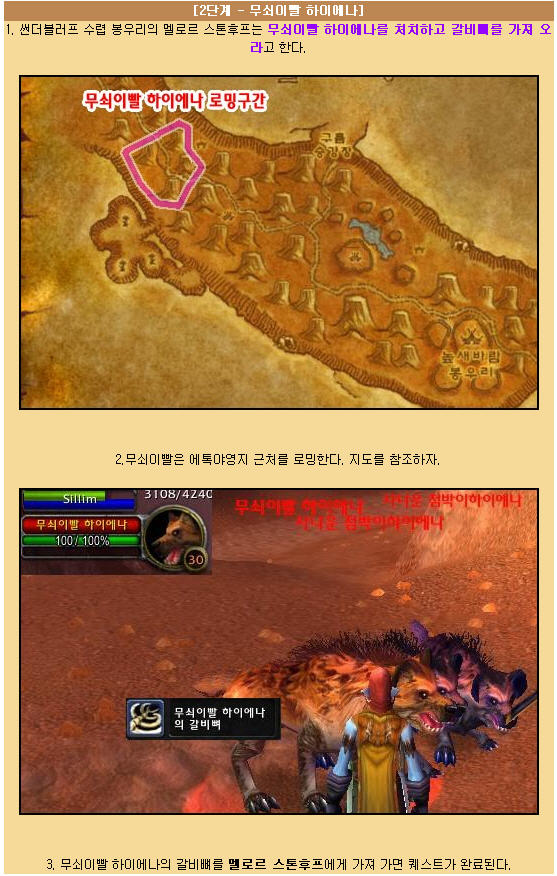 [2단계 - 무쇠이빨 하이에나]
1. 썬더블러프 수렵 봉우리의 멜로르 스톤후프는 무쇠이빨 하이에나를 처치하고 갈비뼈를 가져 오
라고 한다.
무쇠이빨 하이에나 로밍구간
구름
승강장
높새바람
봉우리
2.무쇠이빨은 에톡야영지 근처를 로밍한다. 지도를 참조하자.
Sillim
3108/4240
무쇠이빨 하이에나
100 / 100%
30
무쇠이빨 하이에나
사나운 점박이하이에나
사나운 점박이하이에나
무쇠이빨 하이에나
의 갈비뼈
3. 무쇠이빨 하이에나의 갈비뼈를 멜로르 스톤후프에게 가져 가면 퀘스트가 완료된다.